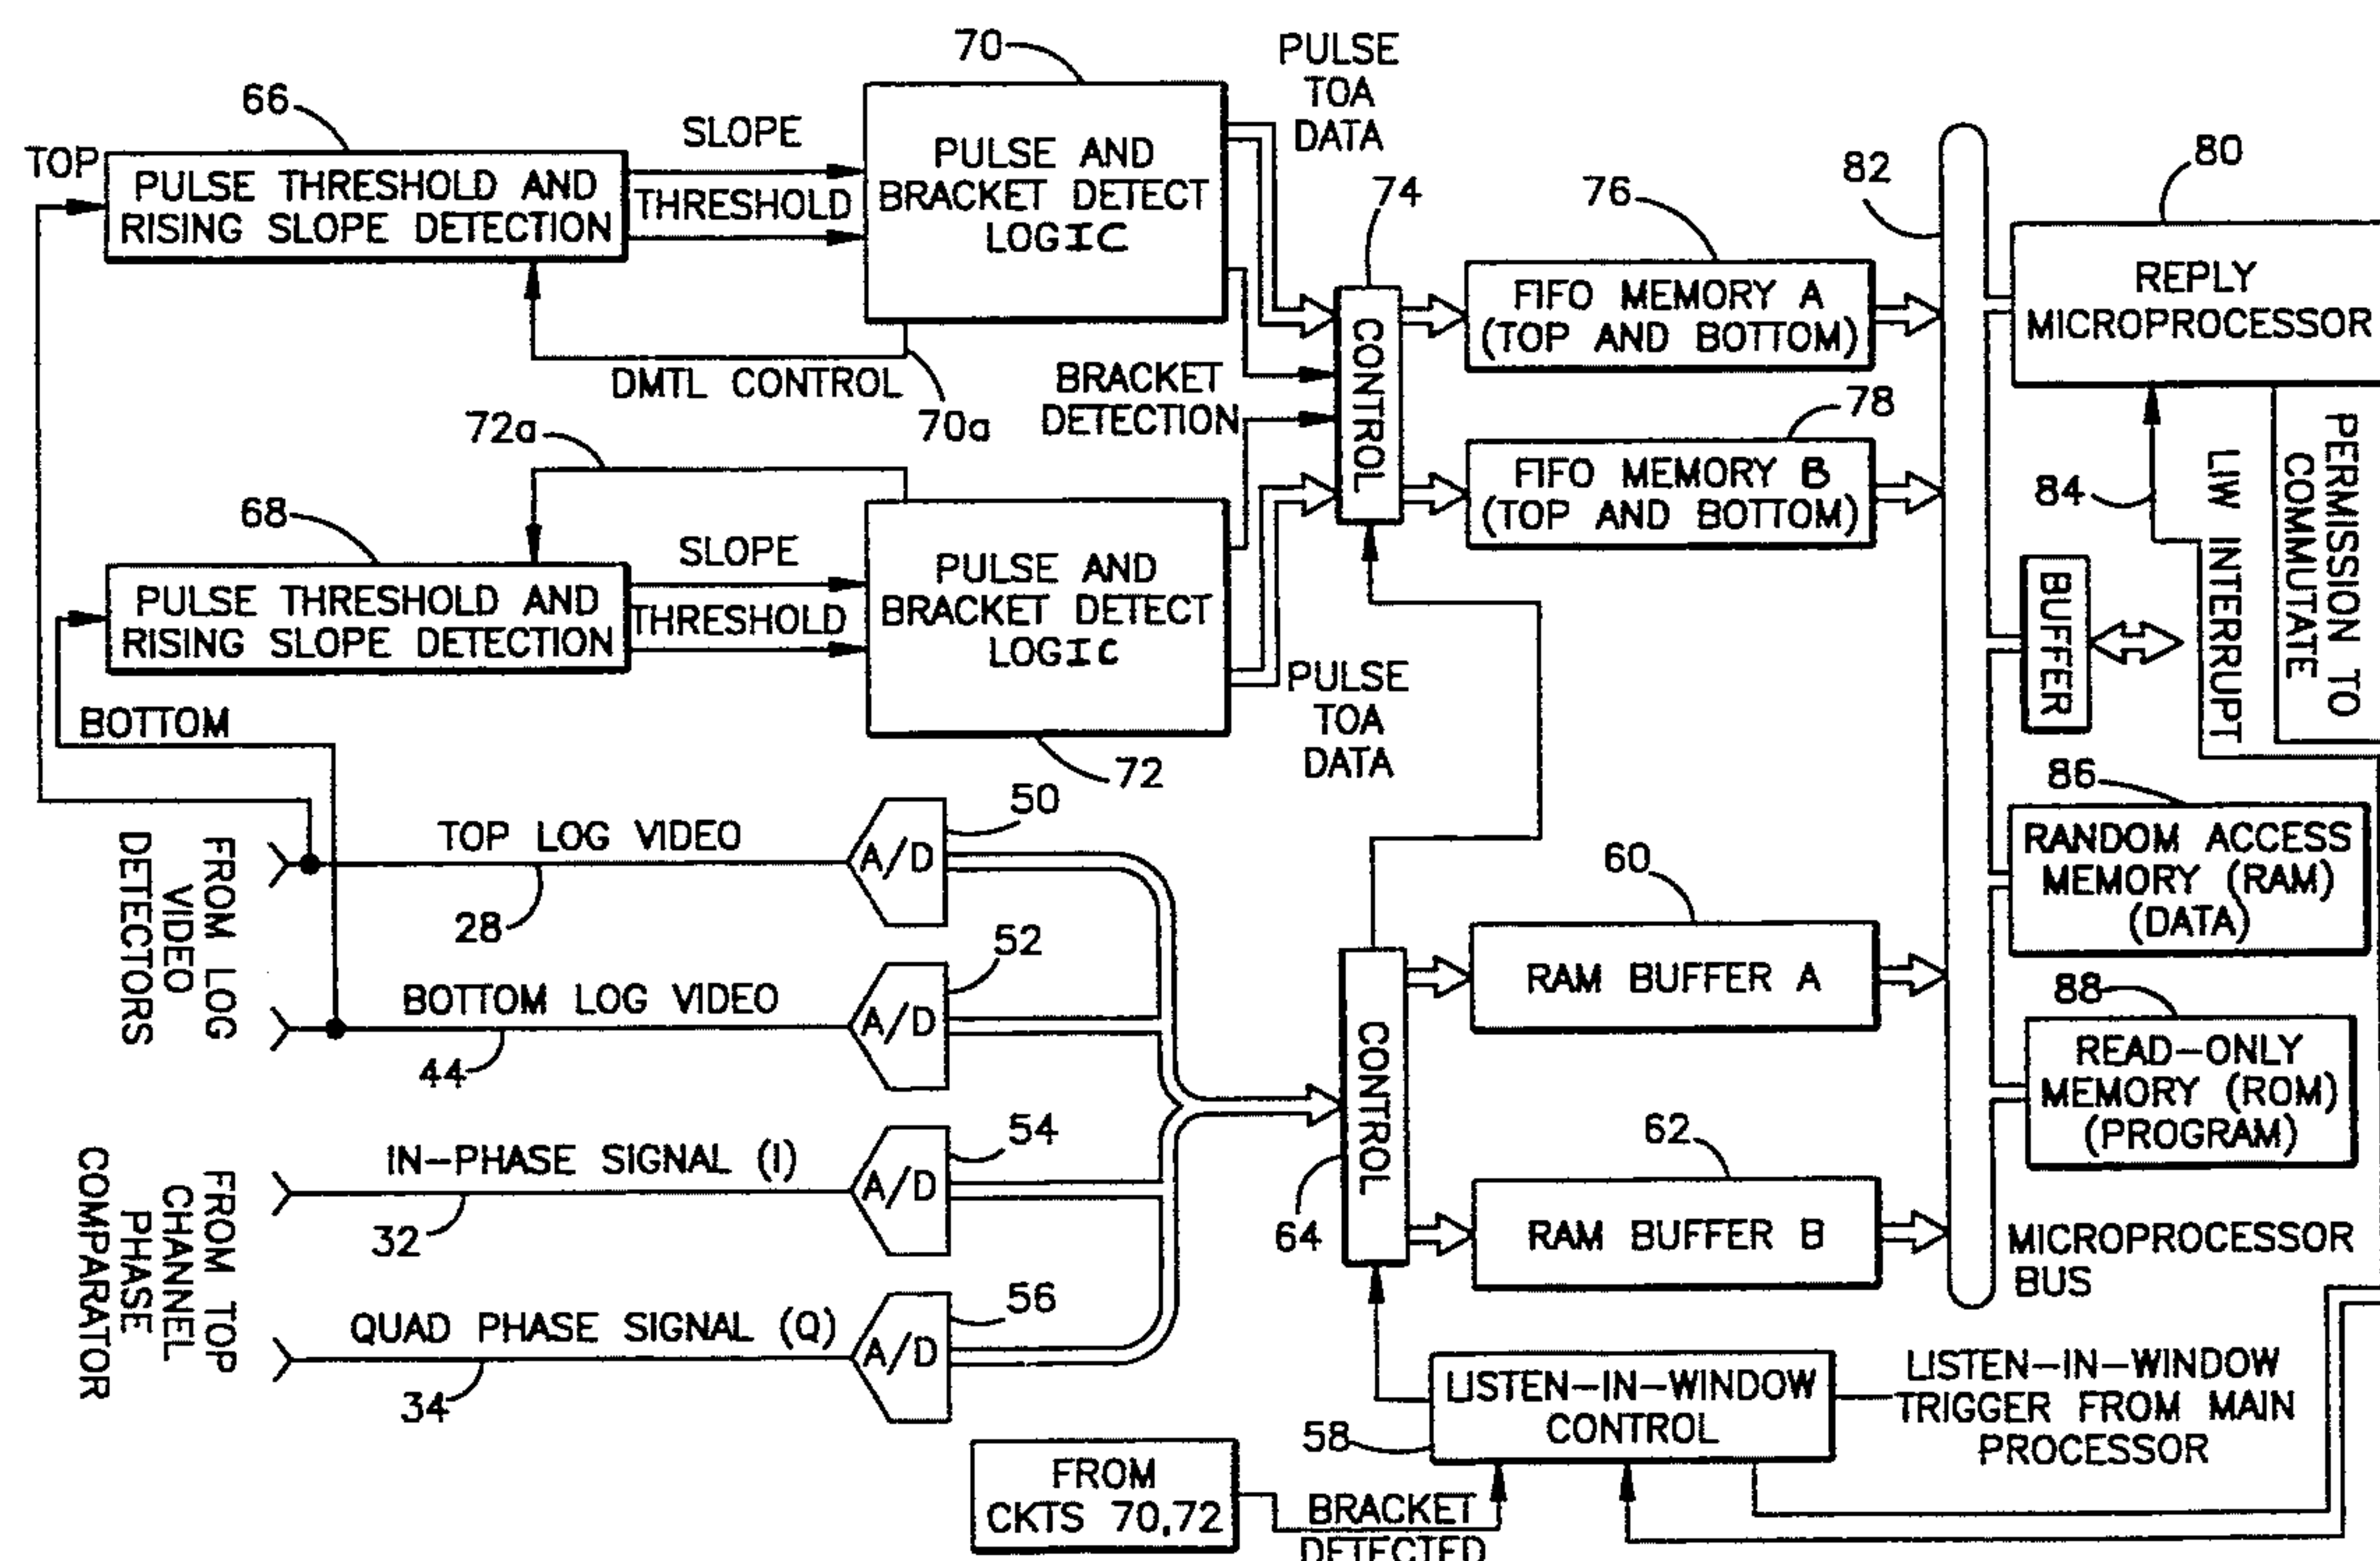 70
PULSE
TOA
DATA
66
SLOPE
TOP
PULSE THRESHOLD AND
RISING SLOPE DETECTION
THRESHOLD
PULSE AND
BRACKET DETECT
LOGIC
74
76
82
80
FIFO MEMORY A
(TOP AND BOTTOM)
REPLY
MICROPROCESSOR
CONTROL
DMTL CONTROL
70a
BRACKET
DETECTION
72a
78
FIFO MEMORY B
(TOP AND BOTTOM)
84
LIW INTERRUPT
PERMISSION TO
COMMUTATE
68
SLOPE
PULSE THRESHOLD AND
RISING SLOPE DETECTION
THRESHOLD
PULSE AND
BRACKET DETECT
LOGIC
BUFFER
PULSE
TOA
DATA
BOTTOM
72
86
RANDOM ACCESS
MEMORY (RAM)
(DATA)
FROM LOG
VIDEO
DETECTORS
TOP LOG VIDEO
28
A/D
50
60
RAM BUFFER A
BOTTOM LOG VIDEO
44
A/D
52
CONTROL
88
READ-ONLY
MEMORY (ROM)
(PROGRAM)
FROM TOP
CHANNEL
PHASE
COMPARATOR
IN-PHASE SIGNAL (I)
32
A/D
54
62
64
RAM BUFFER B
MICROPROCESSOR
BUS
QUAD PHASE SIGNAL (Q)
34
A/D
56
LISTEN-IN-WINDOW
CONTROL
58
LISTEN-IN-WINDOW
TRIGGER FROM MAIN
PROCESSOR
FROM
CKTS 70,72
BRACKET
DETECTED